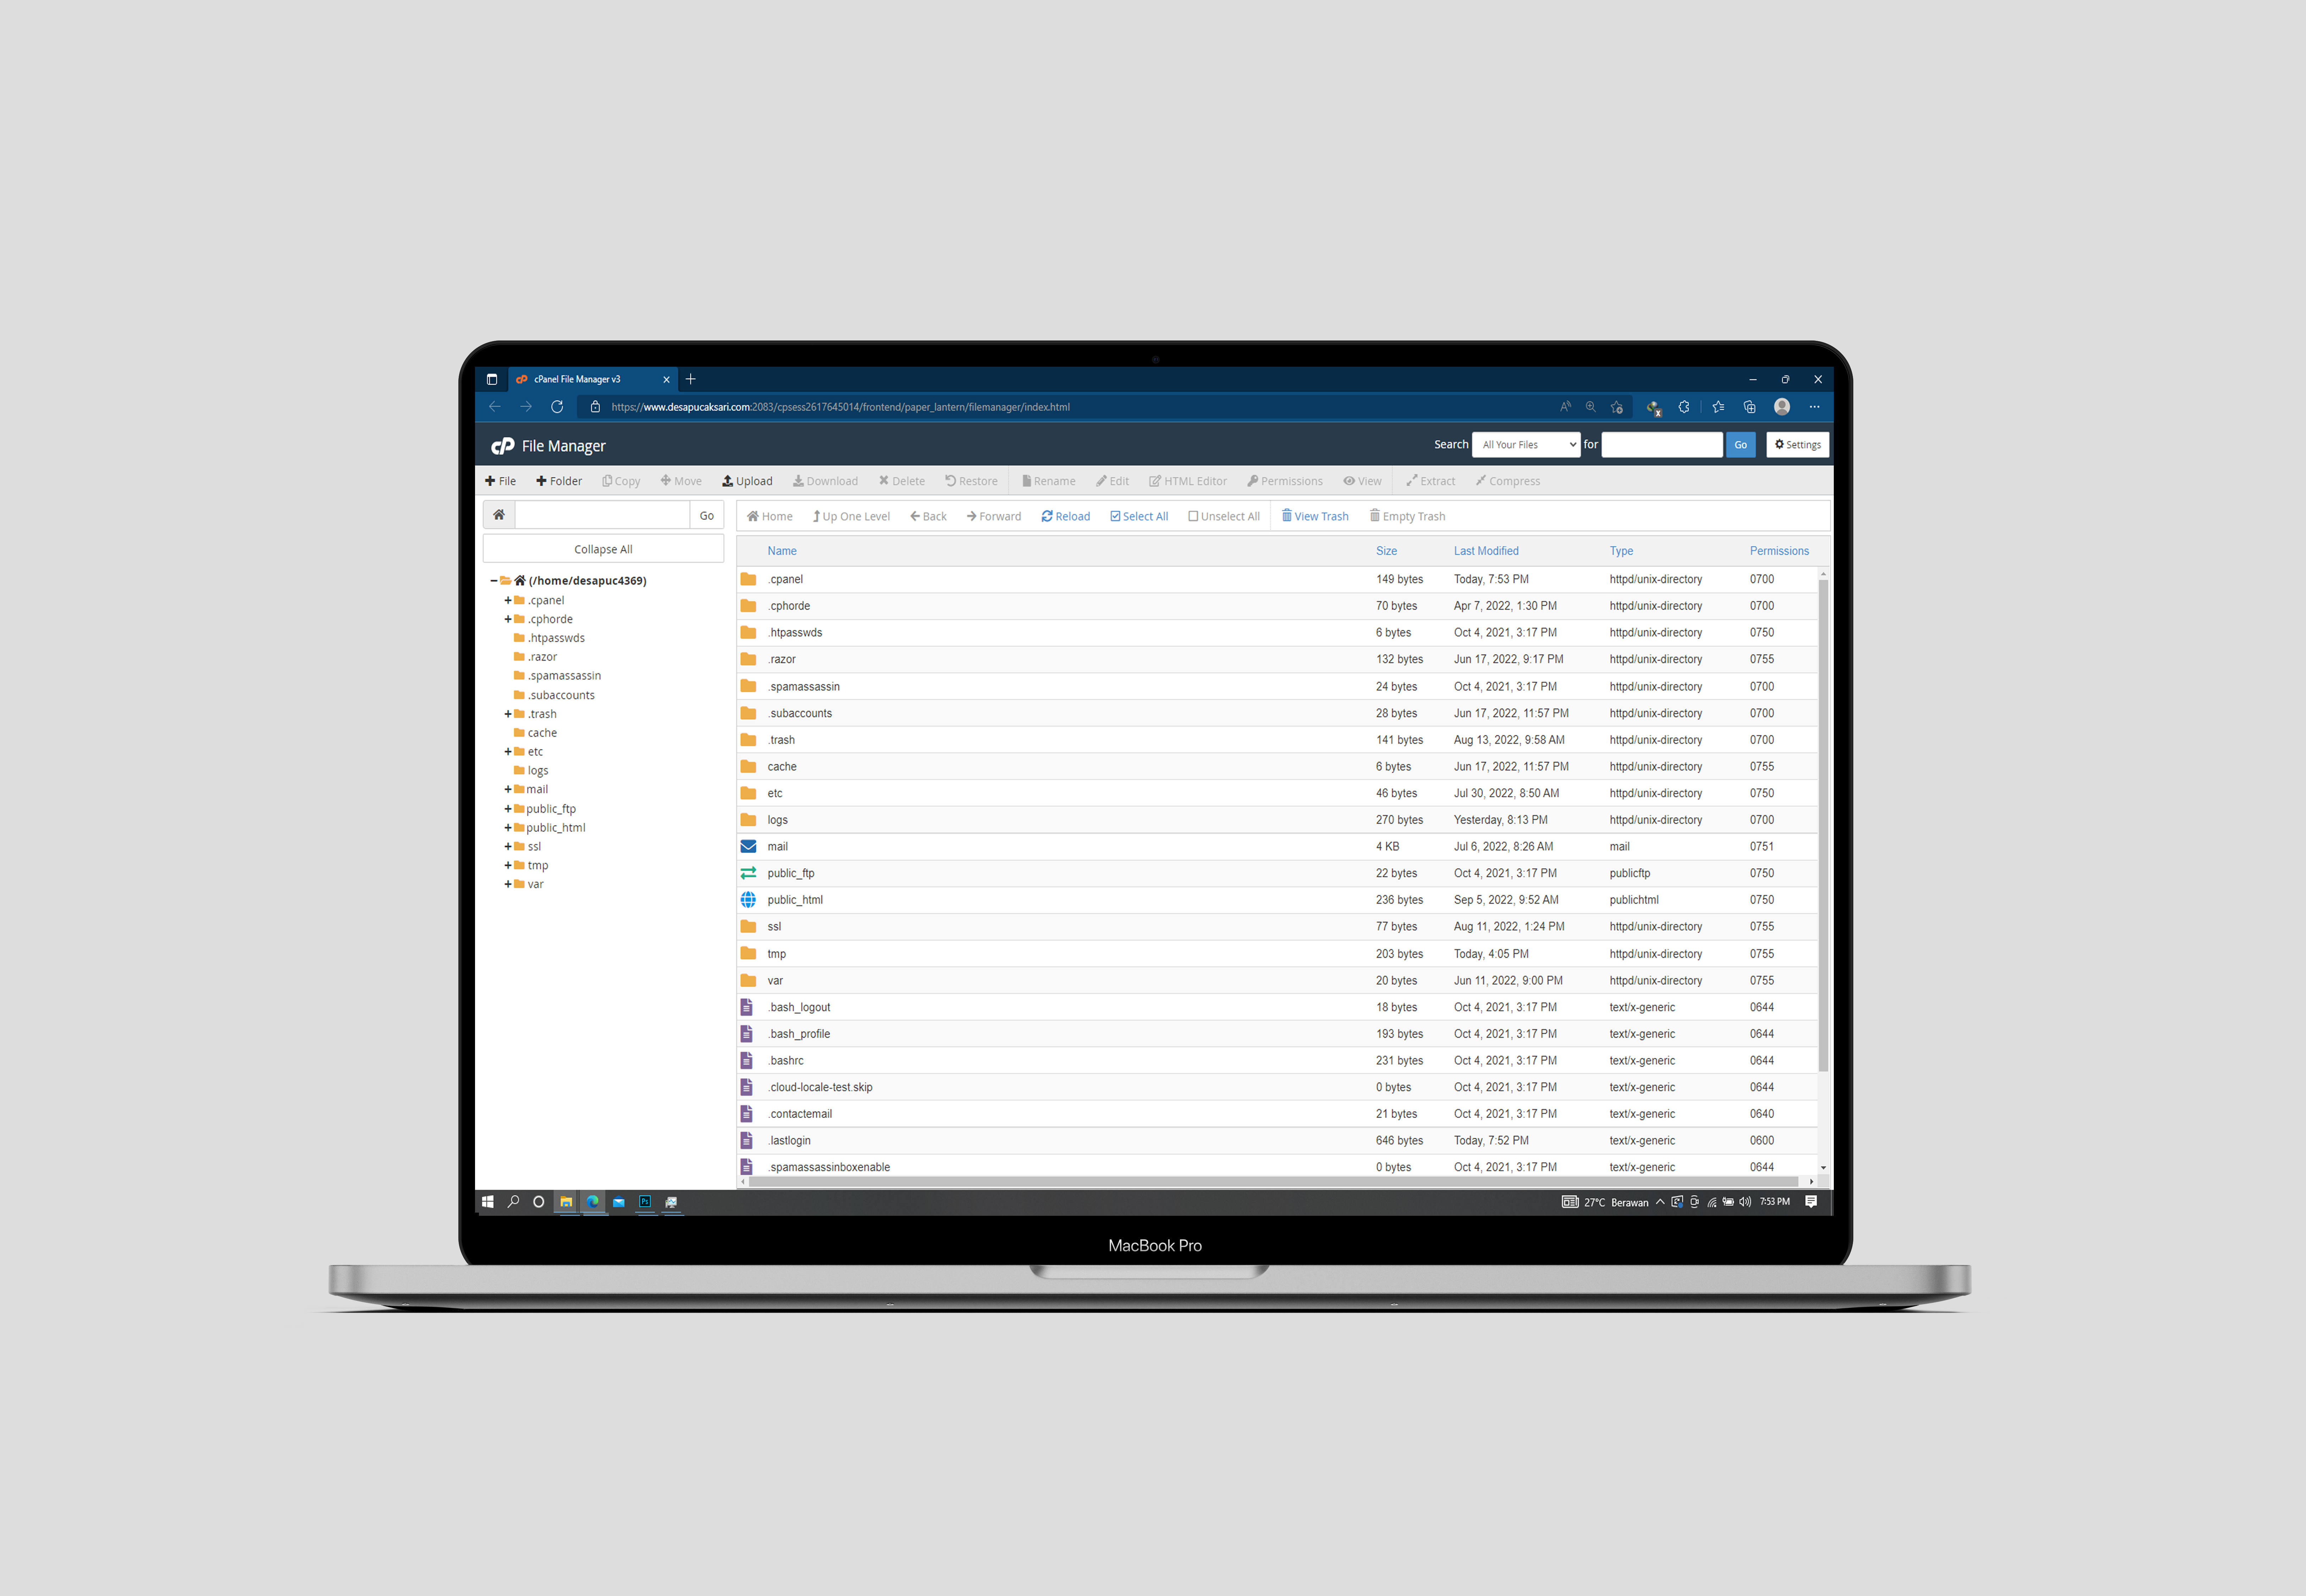 cPanel File Manager v3
https://www.desapucaksari.com:2083/cpsess2617645014/frontend/paper_lantern/filemanager/index.html
cP File Manager Search All Your Files for Go Settings
File Folder Copy Move Upload Download Delete Restore Rename Edit HTML Editor Permissions View Extract Compress
Go Home Up One Level Back Forward Reload Select All Unselect All View Trash Empty Trash
Collapse All
(/home/desapuc4369)
.cpanel
.cphorde
.htpasswds
.razor
.spamassassin
.subaccounts
.trash
cache
etc
logs
mail
public_ftp
public_html
ssl
tmp
var
Name Size Last Modified Type Permissions
.cpanel 149 bytes Today, 7:53 PM httpd/unix-directory 0700
.cphorde 70 bytes Apr 7, 2022, 1:30 PM httpd/unix-directory 0700
.htpasswds 6 bytes Oct 4, 2021, 3:17 PM httpd/unix-directory 0750
.razor 132 bytes Jun 17, 2022, 9:17 PM httpd/unix-directory 0755
.spamassassin 24 bytes Oct 4, 2021, 3:17 PM httpd/unix-directory 0700
.subaccounts 28 bytes Jun 17, 2022, 11:57 PM httpd/unix-directory 0700
.trash 141 bytes Aug 13, 2022, 9:58 AM httpd/unix-directory 0700
cache 6 bytes Jun 17, 2022, 11:57 PM httpd/unix-directory 0755
etc 46 bytes Jul 30, 2022, 8:50 AM httpd/unix-directory 0750
logs 270 bytes Yesterday, 8:13 PM httpd/unix-directory 0700
mail 4 KB Jul 6, 2022, 8:26 AM mail 0751
public_ftp 22 bytes Oct 4, 2021, 3:17 PM publicftp 0750
public_html 236 bytes Sep 5, 2022, 9:52 AM publichtml 0750
ssl 77 bytes Aug 11, 2022, 1:24 PM httpd/unix-directory 0755
tmp 203 bytes Today, 4:05 PM httpd/unix-directory 0755
var 20 bytes Jun 11, 2022, 9:00 PM httpd/unix-directory 0755
.bash_logout 18 bytes Oct 4, 2021, 3:17 PM text/x-generic 0644
.bash_profile 193 bytes Oct 4, 2021, 3:17 PM text/x-generic 0644
.bashrc 231 bytes Oct 4, 2021, 3:17 PM text/x-generic 0644
.cloud-locale-test.skip 0 bytes Oct 4, 2021, 3:17 PM text/x-generic 0644
.contactemail 21 bytes Oct 4, 2021, 3:17 PM text/x-generic 0640
.lastlogin 646 bytes Today, 7:52 PM text/x-generic 0600
.spamassassinboxenable 0 bytes Oct 4, 2021, 3:17 PM text/x-generic 0644
Ps 27°C Berawan 7:53 PM
MacBook Pro